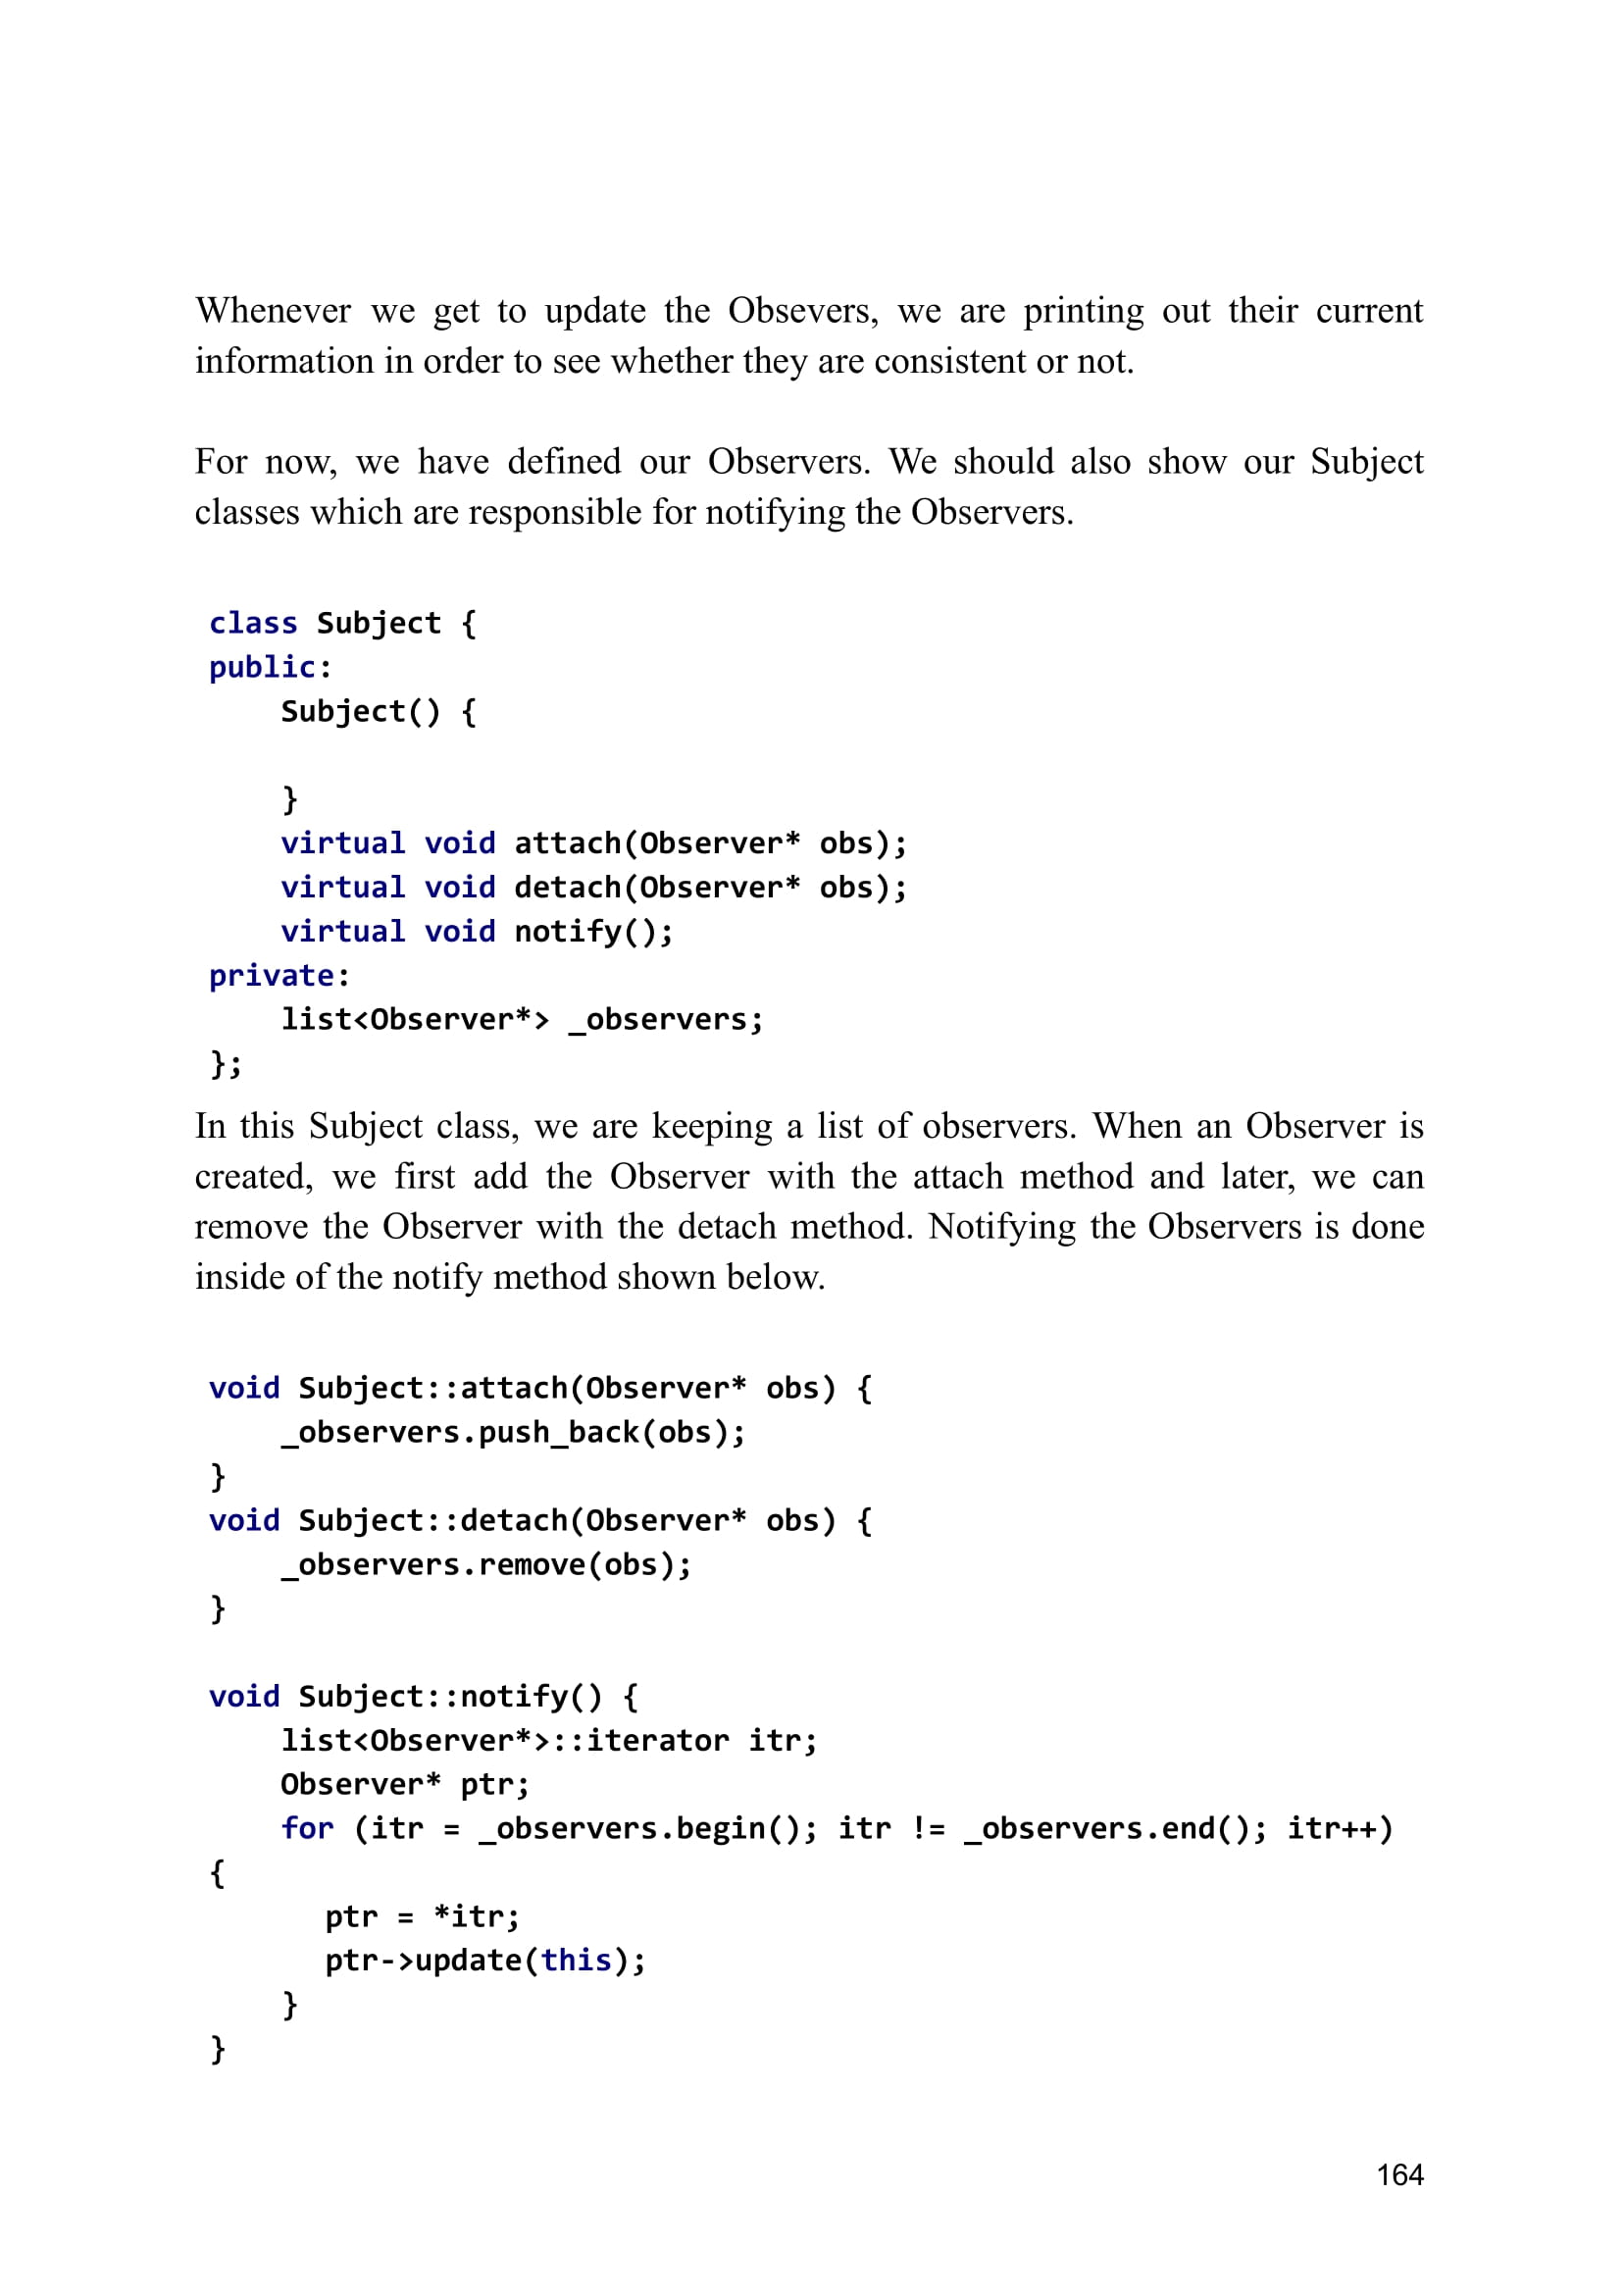 Whenever we get to update the Obsevers, we are printing out their current
information in order to see whether they are consistent or not.
For now, we have defined our Observers. We should also show our Subject
classes which are responsible for notifying the Observers.
class Subject {
public:
    Subject() {
    }
    virtual void attach(Observer* obs);
    virtual void detach(Observer* obs);
    virtual void notify();
private:
    list<Observer*> _observers;
};
In this Subject class, we are keeping a list of observers. When an Observer is
created, we first add the Observer with the attach method and later, we can
remove the Observer with the detach method. Notifying the Observers is done
inside of the notify method shown below.
void Subject::attach(Observer* obs) {
    _observers.push_back(obs);
}
void Subject::detach(Observer* obs) {
    _observers.remove(obs);
}
void Subject::notify() {
    list<Observer*>::iterator itr;
    Observer* ptr;
    for (itr = _observers.begin(); itr != _observers.end(); itr++)
{
      ptr = *itr;
      ptr->update(this);
    }
}
164